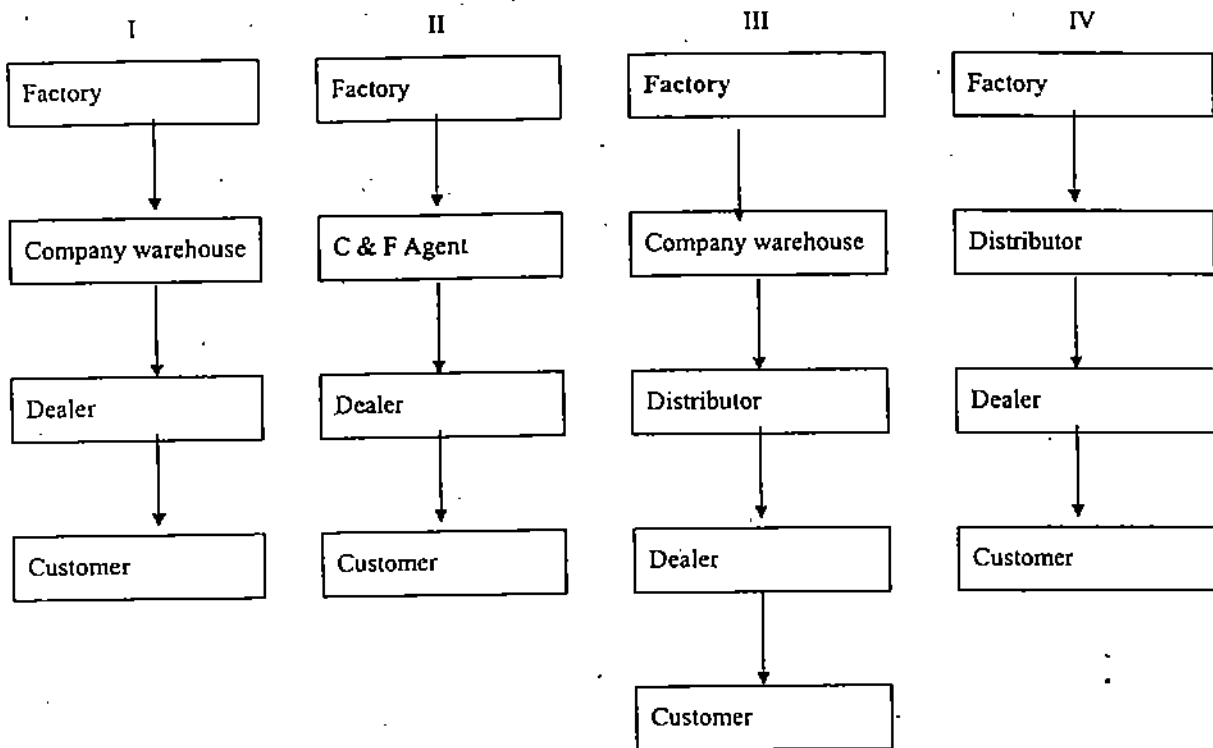 I
II
III
IV
Factory
Factory
Factory
Factory
Company warehouse
C & F Agent
Company warehouse
Distributor
Dealer
Dealer
Distributor
Dealer
Customer
Customer
Dealer
Customer
Customer